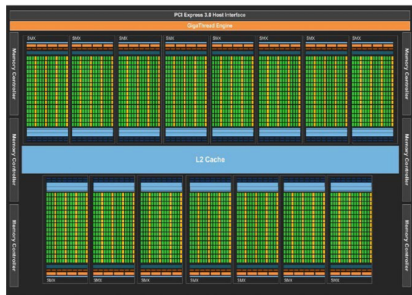 PCI Express 3.0 Host Interface
GigaThread Engine
SMX SMX SMX SMX SMX SMX SMX SMX
Memory Controller
Memory Controller
Memory Controller
Memory Controller
Memory Controller
Memory Controller
L2 Cache
SMX SMX SMX SMX SMX SMX SMX